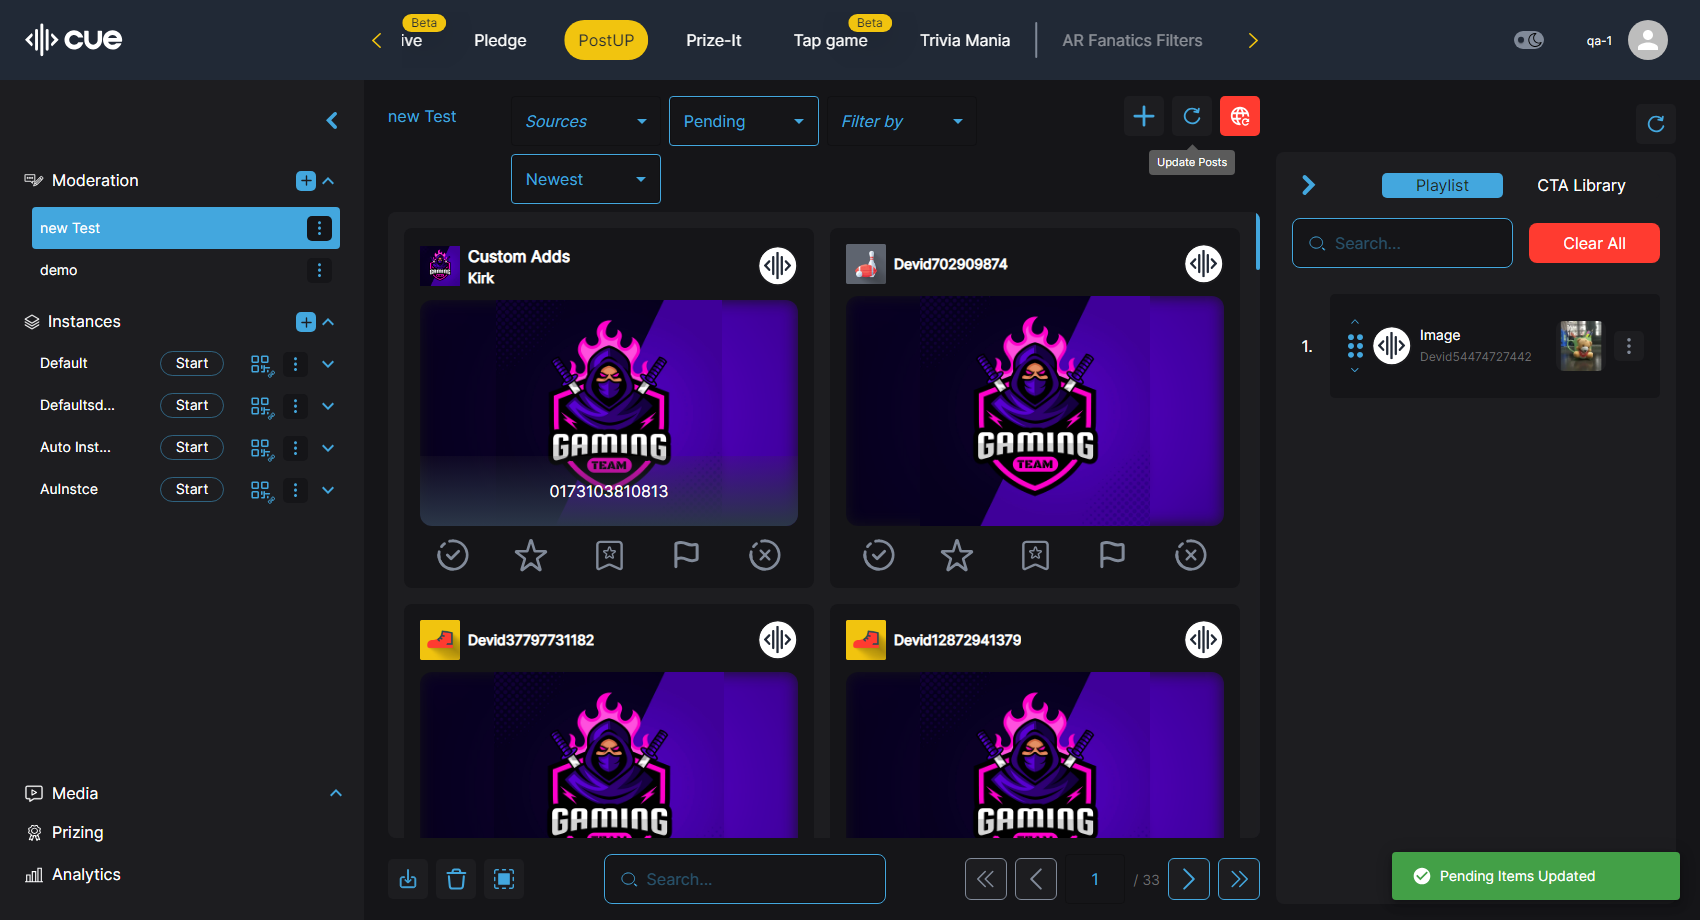 cue
Beta
ive
Pledge
PostUP
Prize-It
Beta
Tap game
Trivia Mania
AR Fanatics Filters
qa-1
Moderation
new Test
demo
Instances
Default
Start
Defaultsd...
Start
Auto Inst...
Start
AuInstce
Start
Media
Prizing
Analytics
new Test
Sources
Pending
Filter by
Newest
Update Posts
Custom Adds
Kirk
GAMING
TEAM
0173103810813
Devid702909874
GAMING
TEAM
Devid37797731182
GAMING
TEAM
Devid12872941379
GAMING
TEAM
Search...
1
/ 33
Playlist
CTA Library
Search...
Clear All
1.
Image
Devid54474727442
Pending Items Updated